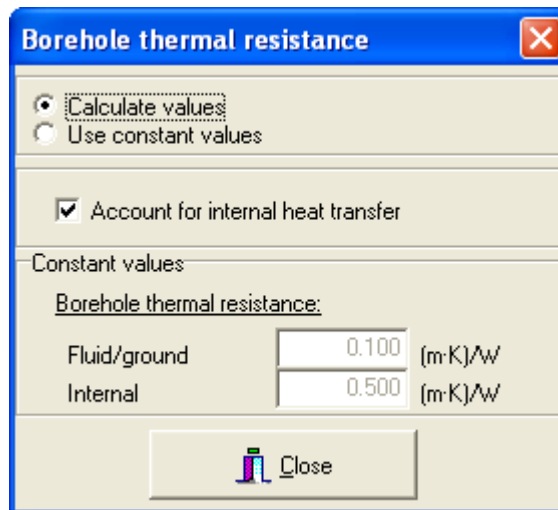 Borehole thermal resistance
Calculate values
Use constant values
Account for internal heat transfer
Constant values
Borehole thermal resistance:
Fluid/ground 0.100 (m·K)/W
Internal 0.500 (m·K)/W
Close